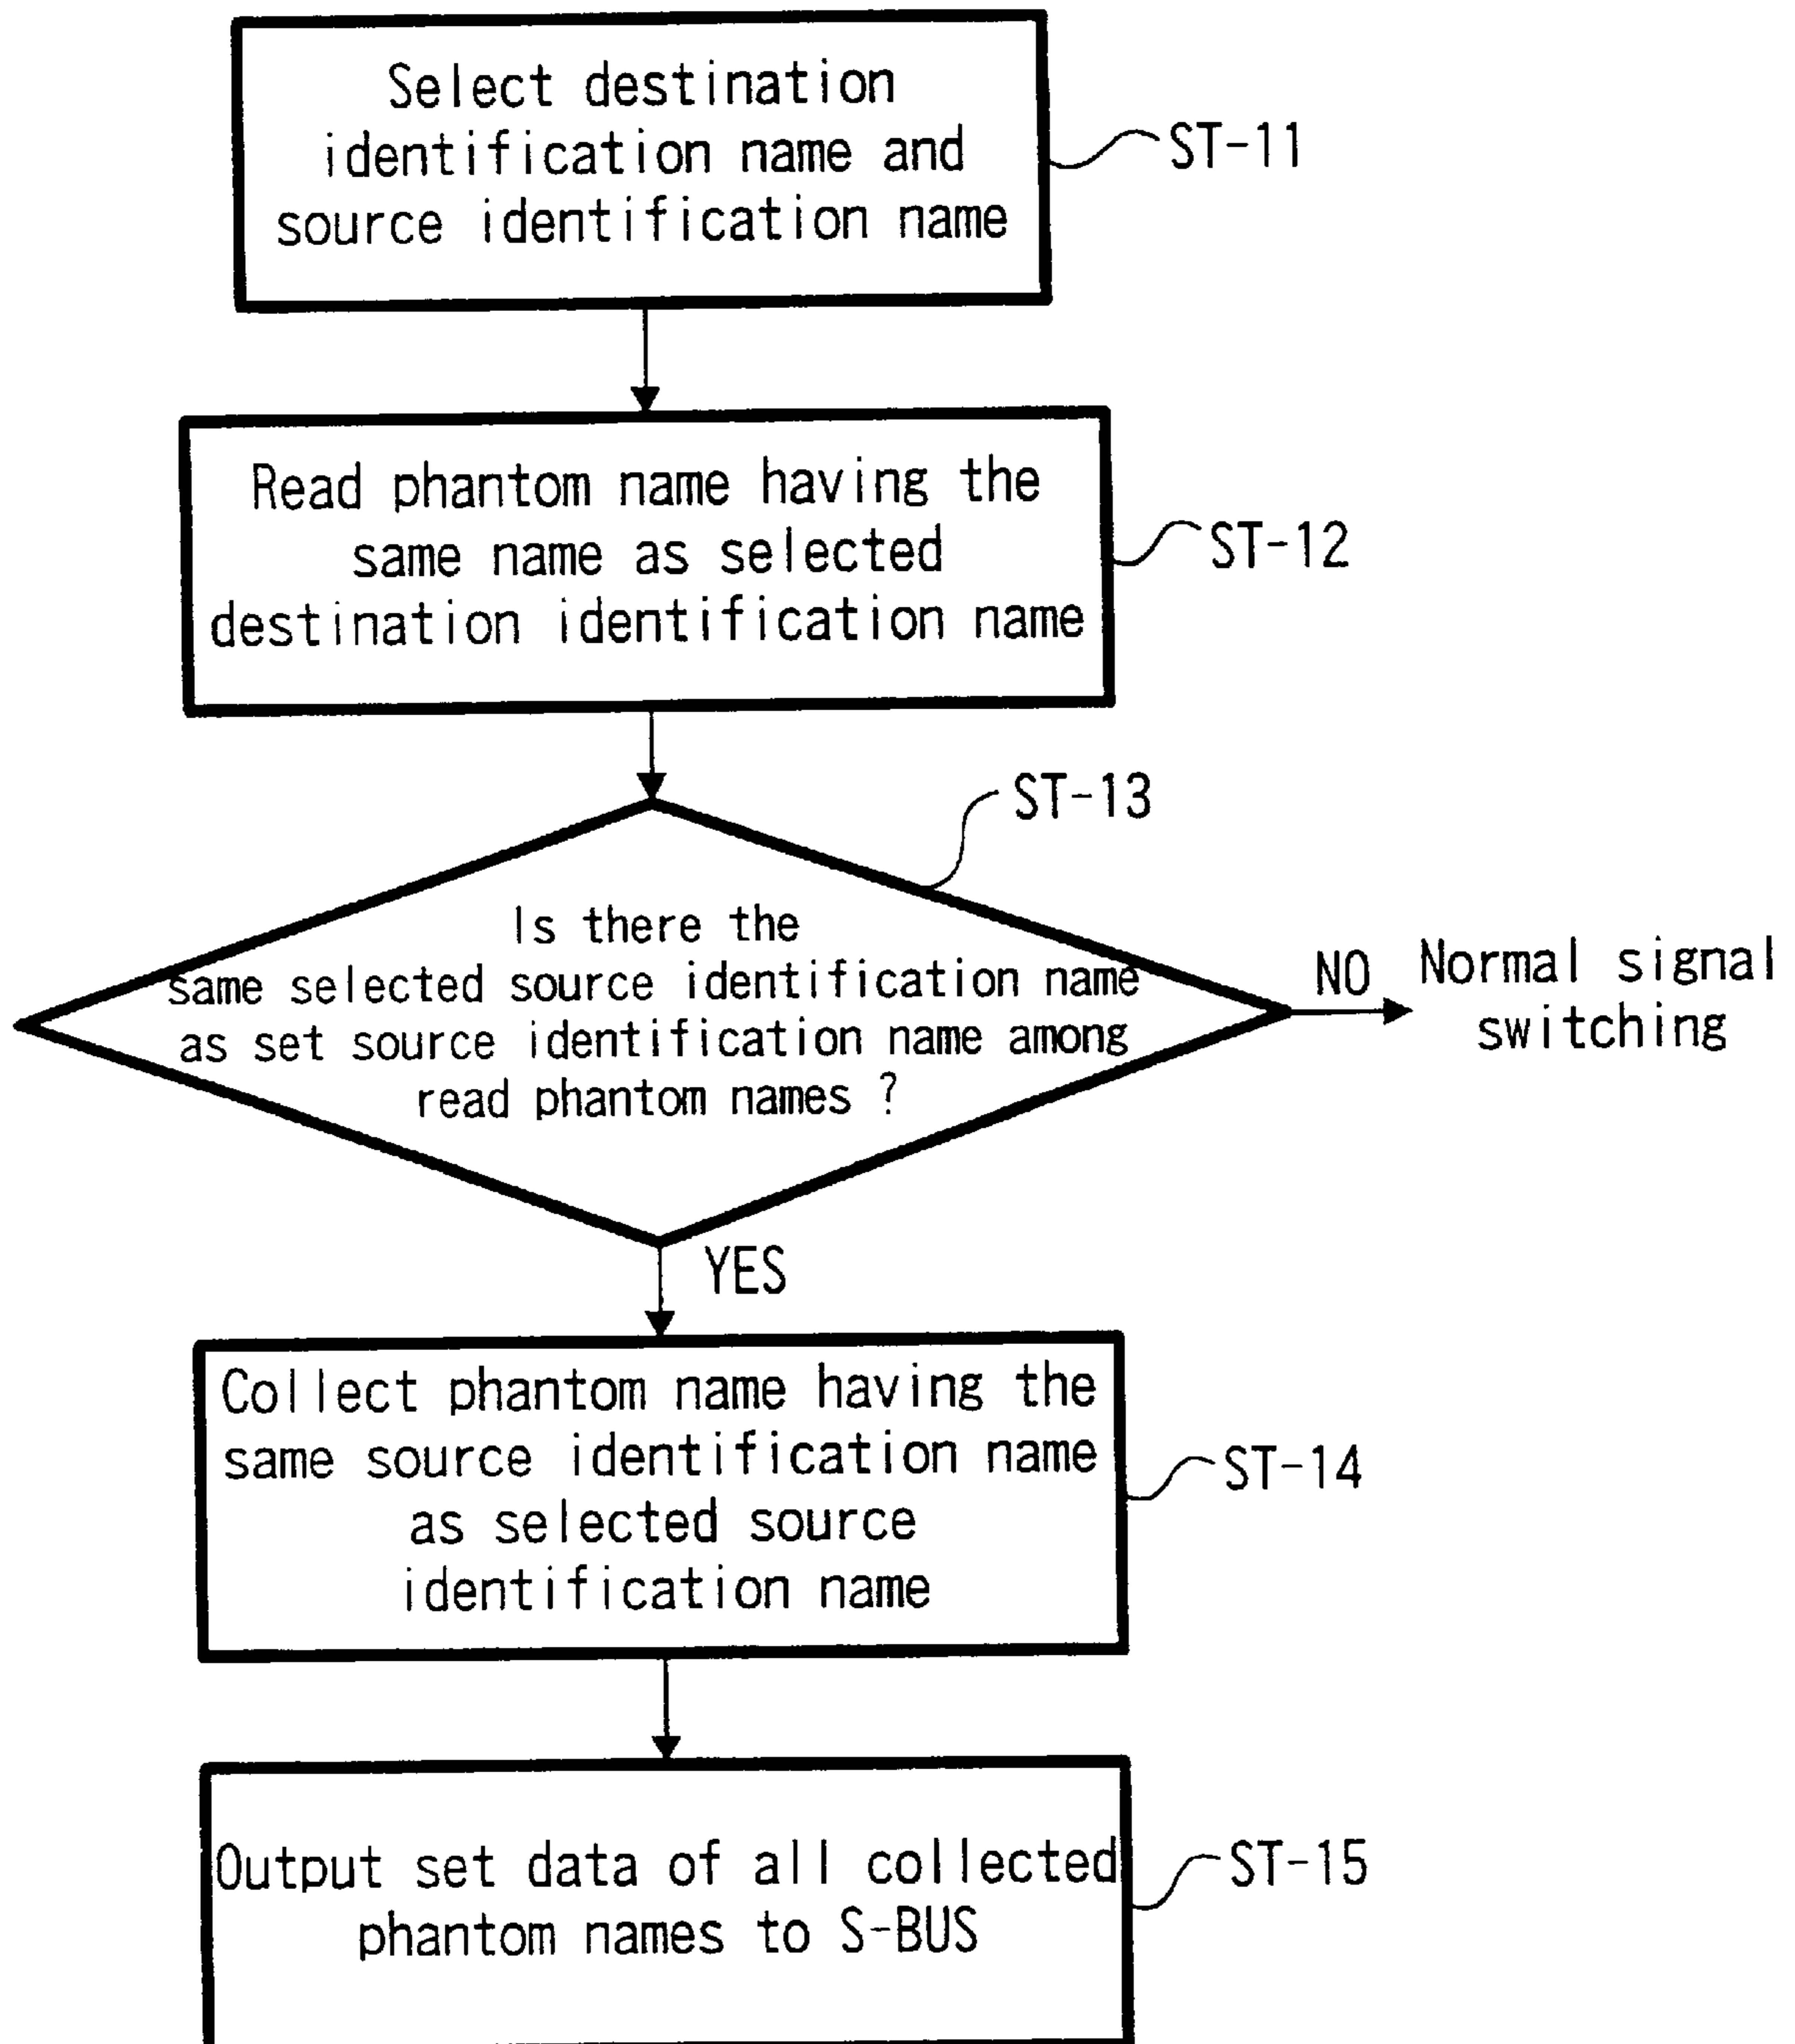 Select destination
identification name and
source identification name
ST-11
Read phantom name having the
same name as selected
destination identification name
ST-12
ST-13
Is there the
same selected source identification name
as set source identification name among
read phantom names ?
NO
Normal signal
switching
YES
Collect phantom name having the
same source identification name
as selected source
identification name
ST-14
Output set data of all collected
phantom names to S-BUS
ST-15